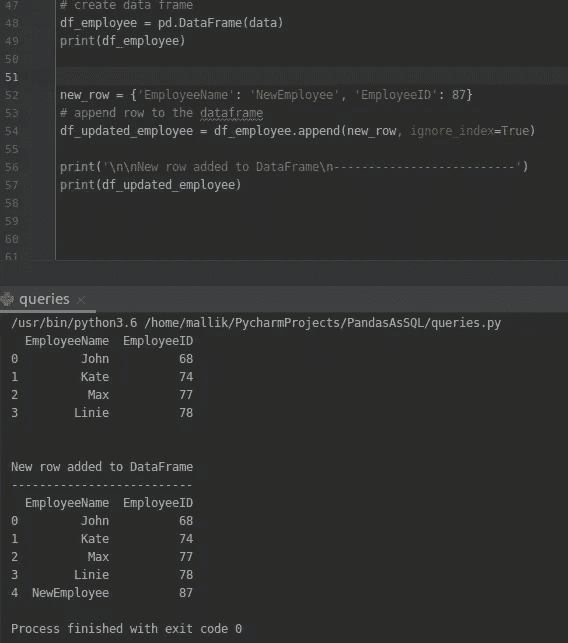 47 # create data frame
48 df_employee = pd.DataFrame(data)
49 print(df_employee)
50
51
52 new_row = {'EmployeeName': 'NewEmployee', 'EmployeeID': 87}
53 # append row to the dataframe
54 df_updated_employee = df_employee.append(new_row, ignore_index=True)
55
56 print('\n\nNew row added to DataFrame\n--------------------------')
57 print(df_updated_employee)
58
59
60
61
queries ×
/usr/bin/python3.6 /home/mallik/PycharmProjects/PandasAsSQL/queries.py
  EmployeeName  EmployeeID
0         John          68
1         Kate          74
2          Max          77
3        Linie          78
New row added to DataFrame
--------------------------
  EmployeeName  EmployeeID
0         John          68
1         Kate          74
2          Max          77
3        Linie          78
4  NewEmployee          87
Process finished with exit code 0